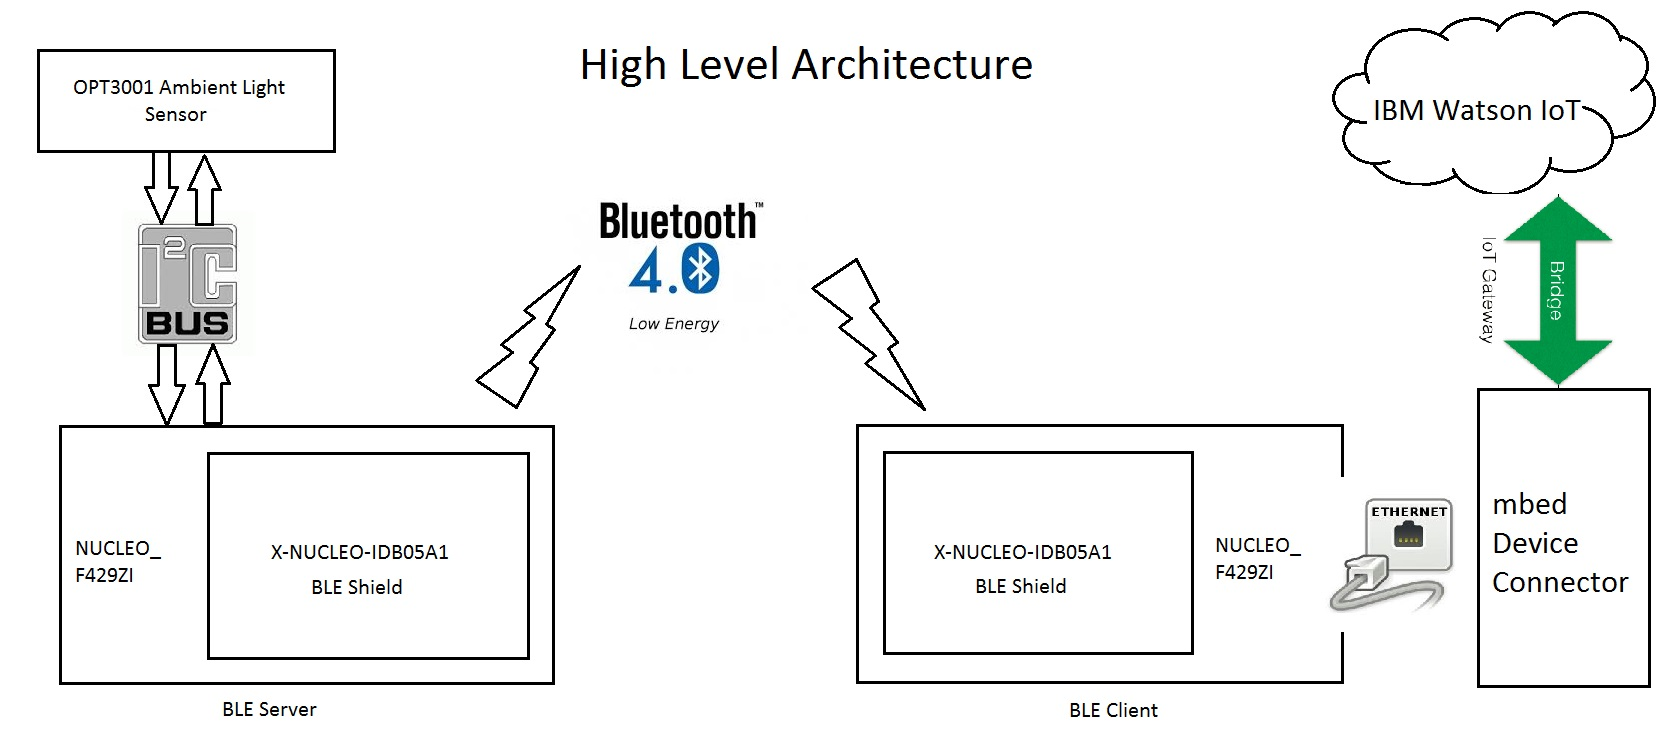 High Level Architecture
OPT3001 Ambient Light
Sensor
I2C
BUS
Bluetooth™
4.0
Low Energy
IBM Watson IoT
IoT Gateway
Bridge
NUCLEO_
F429ZI
X-NUCLEO-IDB05A1
BLE Shield
BLE Server
X-NUCLEO-IDB05A1
BLE Shield
NUCLEO_
F429ZI
BLE Client
ETHERNET
mbed
Device
Connector